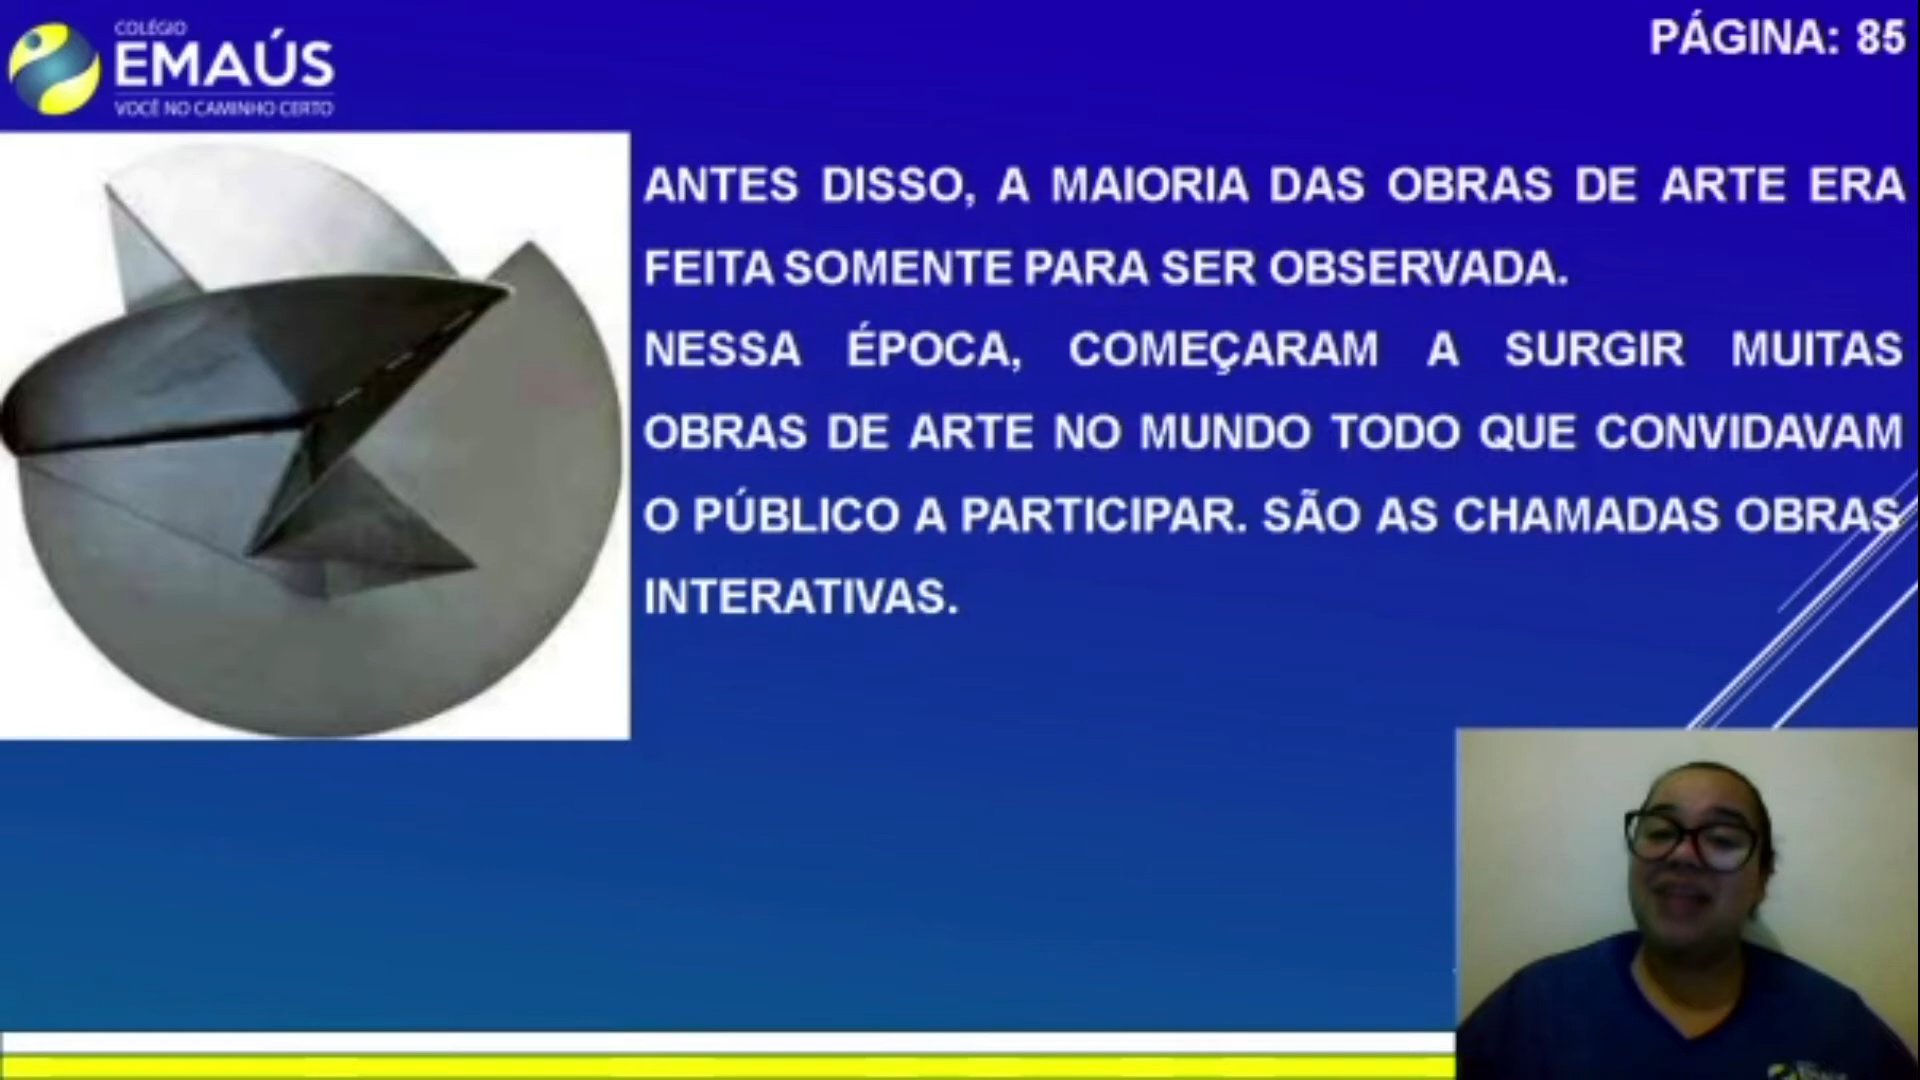 COLÉGIO
EMAÚS
VOCÊ NO CAMINHO CERTO
PÁGINA: 85
ANTES DISSO, A MAIORIA DAS OBRAS DE ARTE ERA
FEITA SOMENTE PARA SER OBSERVADA.
NESSA ÉPOCA, COMEÇARAM A SURGIR MUITAS
OBRAS DE ARTE NO MUNDO TODO QUE CONVIDAVAM
O PÚBLICO A PARTICIPAR. SÃO AS CHAMADAS OBRAS
INTERATIVAS.